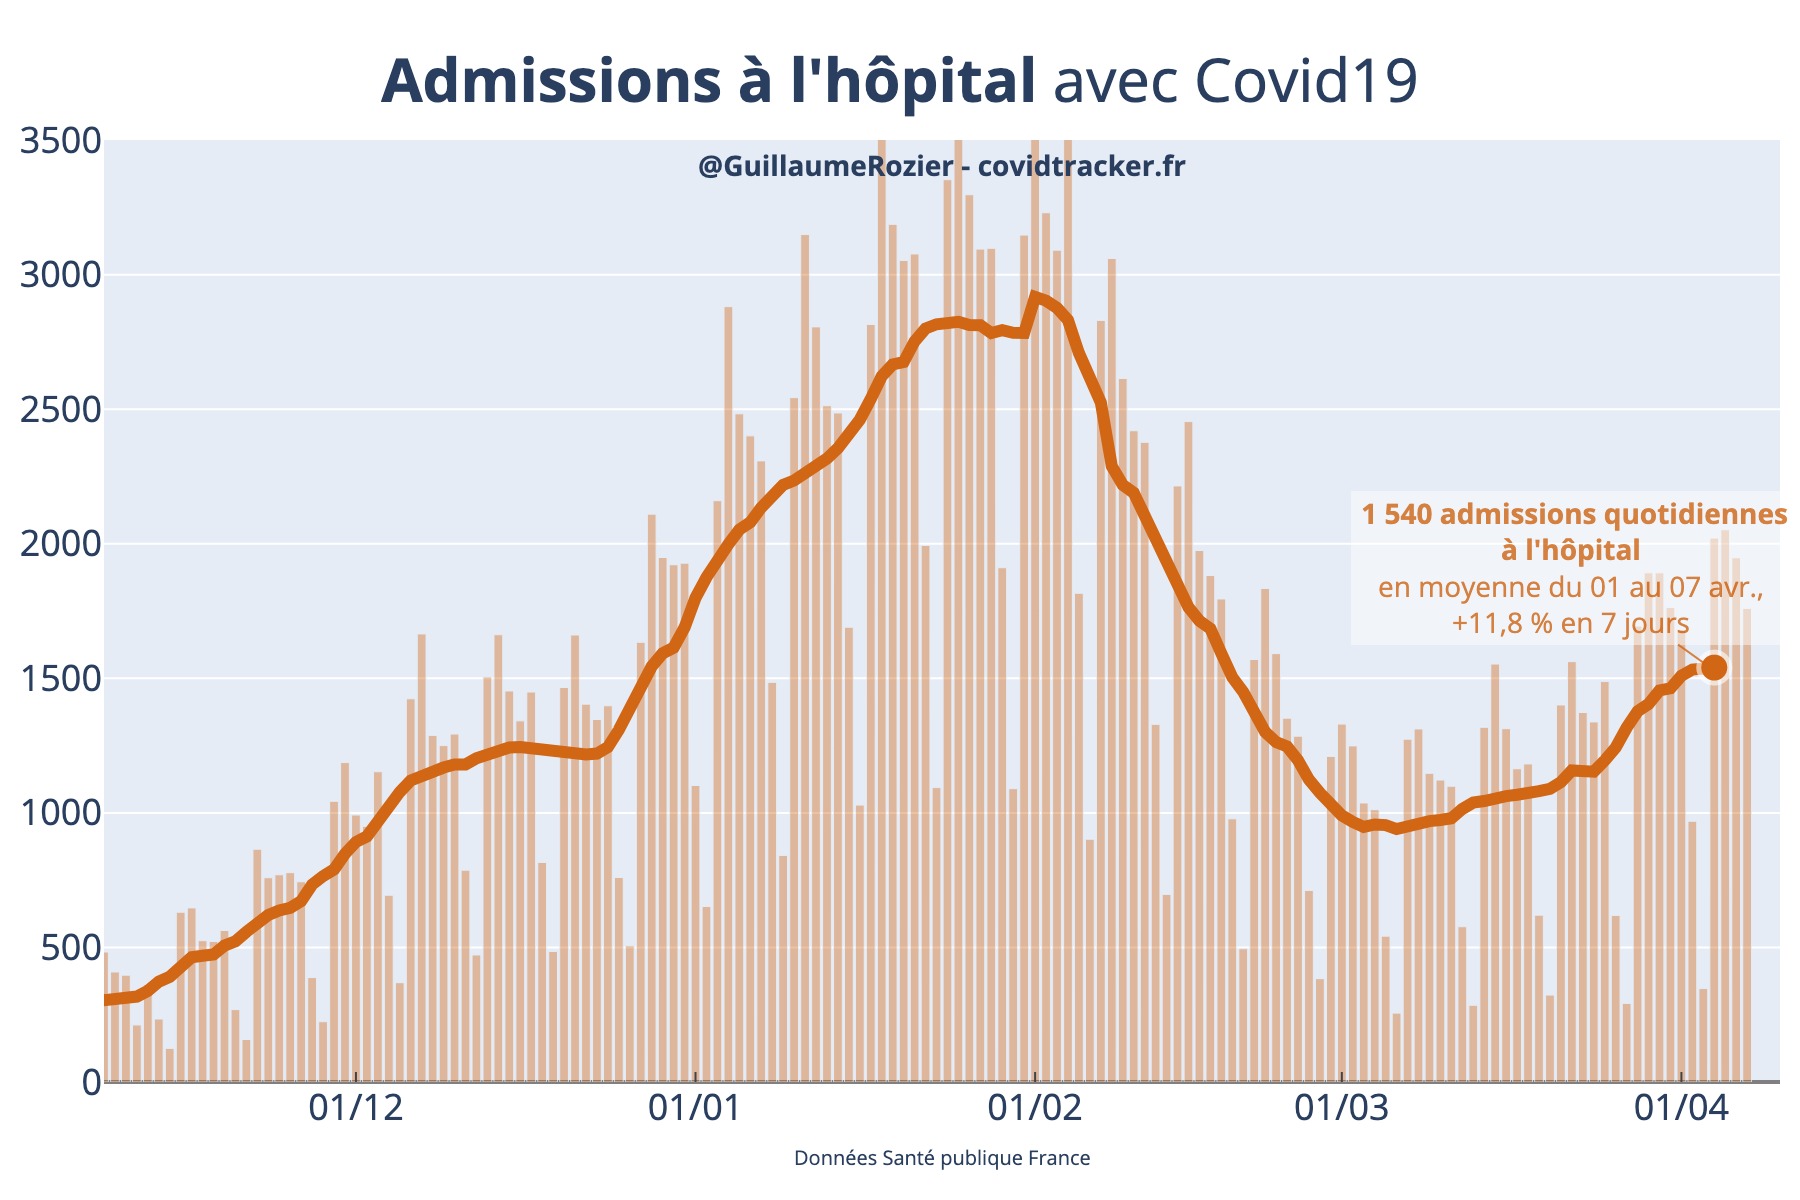 Admissions à l'hôpital avec Covid19
@GuillaumeRozier - covidtracker.fr
3500
3000
2500
2000
1500
1000
500
0
1 540 admissions quotidiennes
à l'hôpital
en moyenne du 01 au 07 avr.,
+11,8 % en 7 jours
01/12
01/01
01/02
01/03
01/04
Données Santé publique France